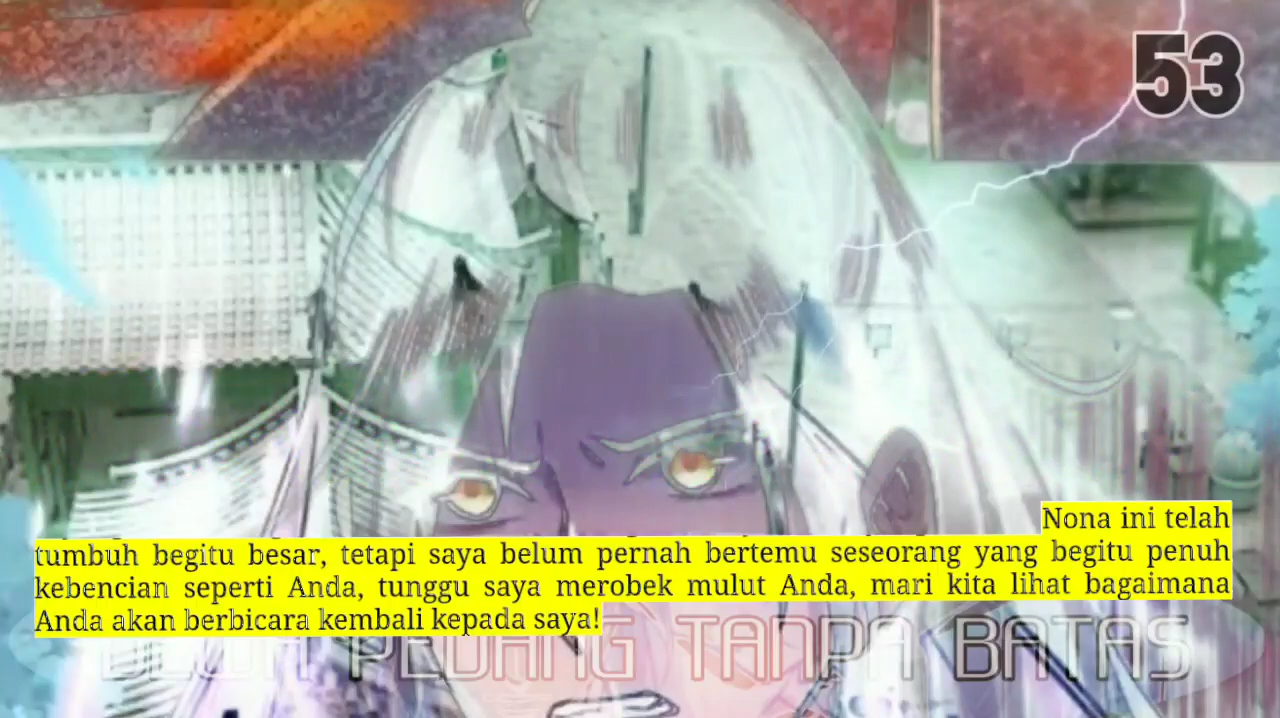 53
Nona ini telah
tumbuh begitu besar, tetapi saya belum pernah bertemu seseorang yang begitu penuh
kebencian seperti Anda, tunggu saya merobek mulut Anda, mari kita lihat bagaimana
Anda akan berbicara kembali kepada saya!
DEWA PEDANG TANPA BATAS